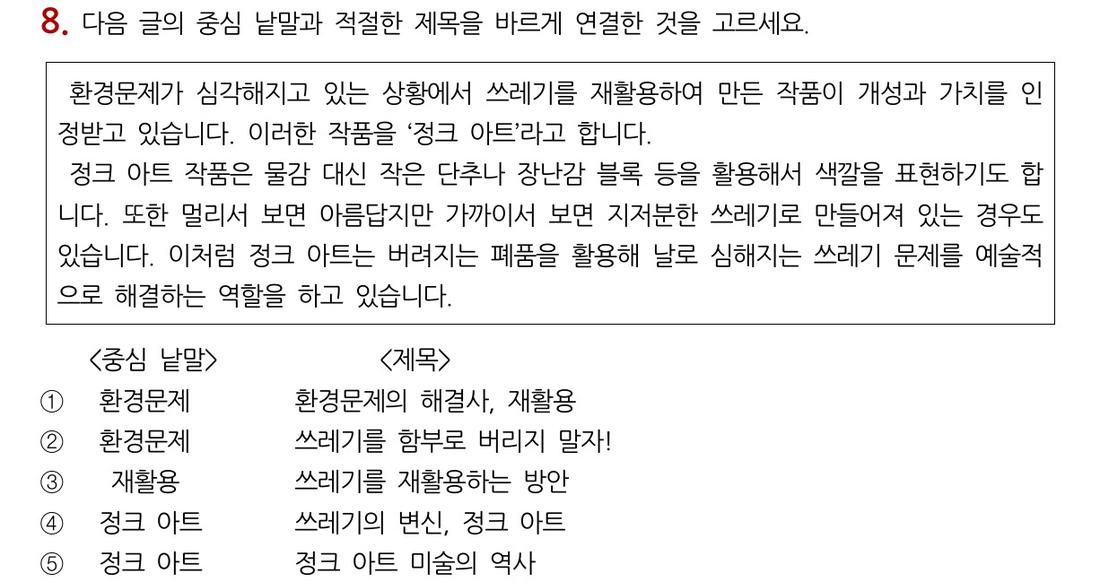 8. 다음 글의 중심 낱말과 적절한 제목을 바르게 연결한 것을 고르세요.
환경문제가 심각해지고 있는 상황에서 쓰레기를 재활용하여 만든 작품이 개성과 가치를 인
정받고 있습니다. 이러한 작품을 ‘정크 아트’라고 합니다.
정크 아트 작품은 물감 대신 작은 단추나 장난감 블록 등을 활용해서 색깔을 표현하기도 합
니다. 또한 멀리서 보면 아름답지만 가까이서 보면 지저분한 쓰레기로 만들어져 있는 경우도
있습니다. 이처럼 정크 아트는 버려지는 폐품을 활용해 날로 심해지는 쓰레기 문제를 예술적
으로 해결하는 역할을 하고 있습니다.
<중심 낱말> <제목>
① 환경문제 환경문제의 해결사, 재활용
② 환경문제 쓰레기를 함부로 버리지 말자!
③ 재활용 쓰레기를 재활용하는 방안
④ 정크 아트 쓰레기의 변신, 정크 아트
⑤ 정크 아트 정크 아트 미술의 역사